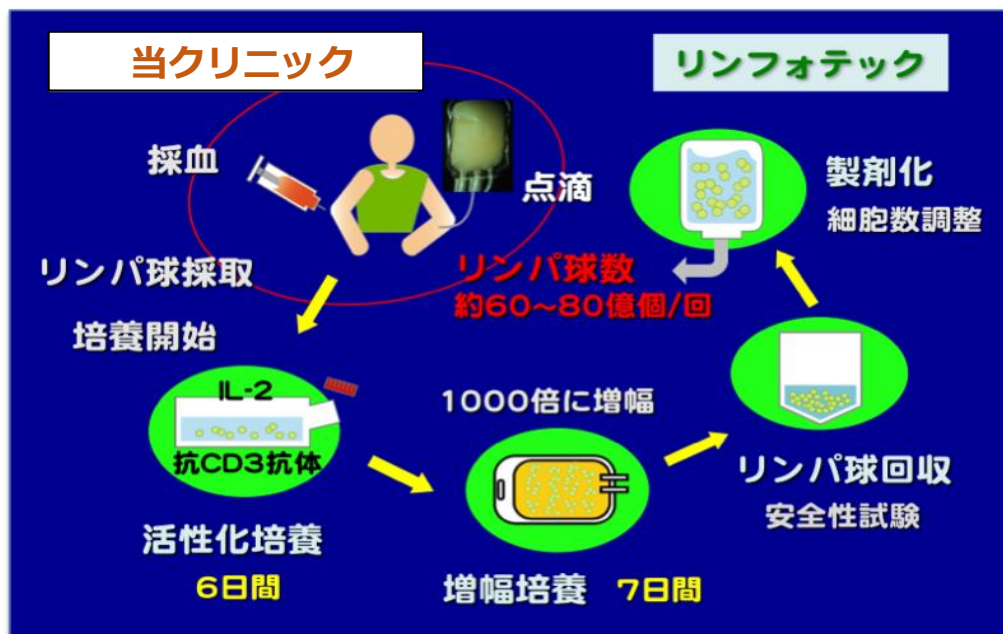 当クリニック
リンフォテック
採血
点滴
製剤化
細胞数調整
リンパ球採取
培養開始
リンパ球数
約60～80億個/回
IL-2
抗CD3抗体
1000倍に増幅
リンパ球回収
安全性試験
活性化培養
6日間
増幅培養 7日間